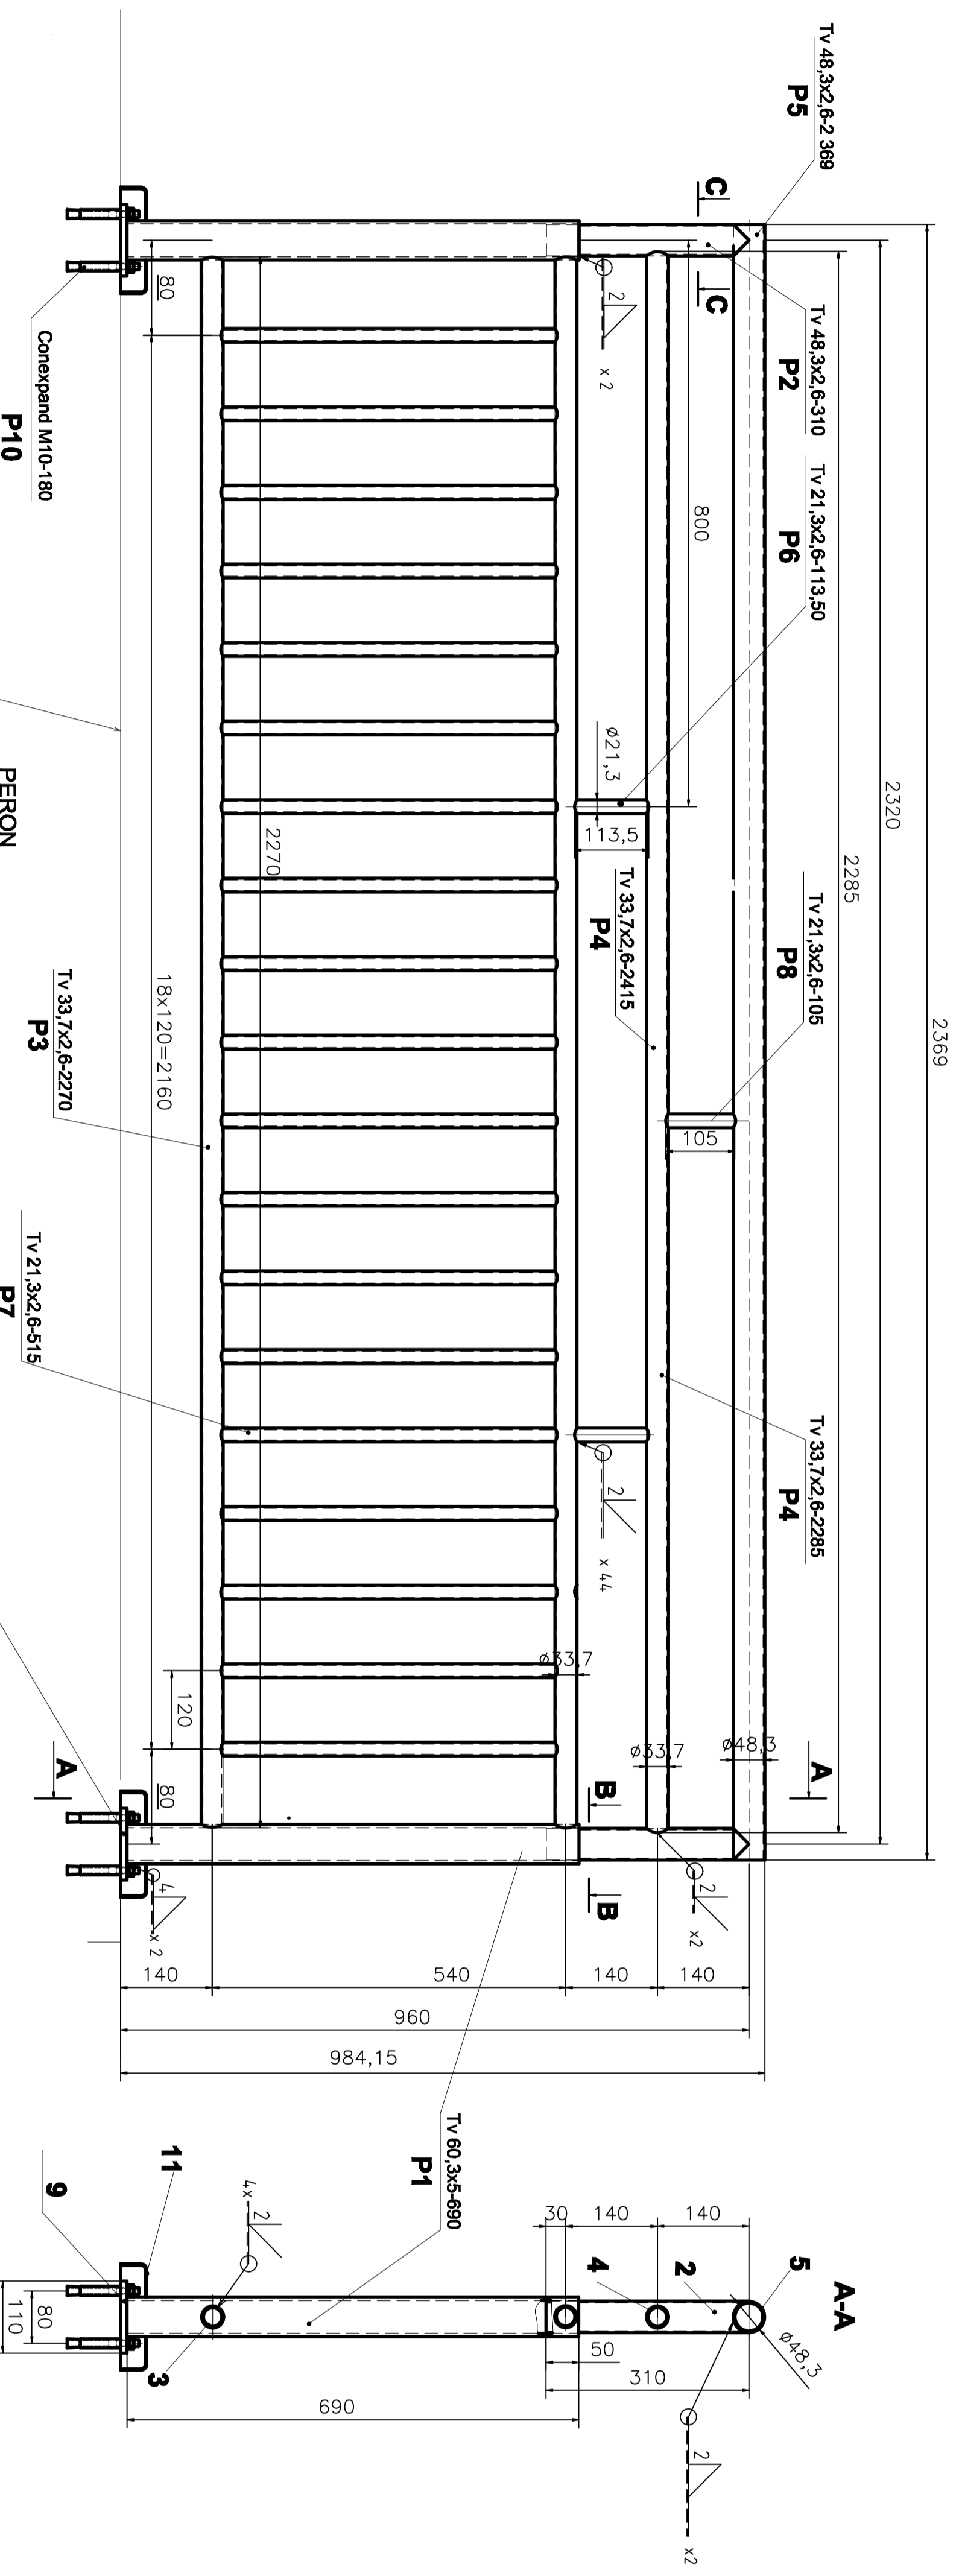 Tv 48,3x2,6-2 369
P5
Tv 48,3x2,6-310
P2
Tv 21,3x2,6-113,50
P6
Tv 21,3x2,6-105
P8
Tv 33,7x2,6-2285
P4
Tv 33,7x2,6-2415
P4
2369
2320
2285
C
C
800
2
x 2
Ø21,3
113,5
105
2
x 44
Ø33,7
Ø33,7
Ø48,3
A
A
B
B
2
x2
80
2270
18x120=2160
120
80
4
x 2
140
540
140
140
960
984,15
Conexpand M10-180
P10
PERON
Tv 33,7x2,6-2270
P3
Tv 21,3x2,6-515
P7
Tv 60,3x5-690
P1
A-A
5
2
4
Ø48,3
30
140
140
50
310
690
2
x2
4x
2
3
11
9
80
110